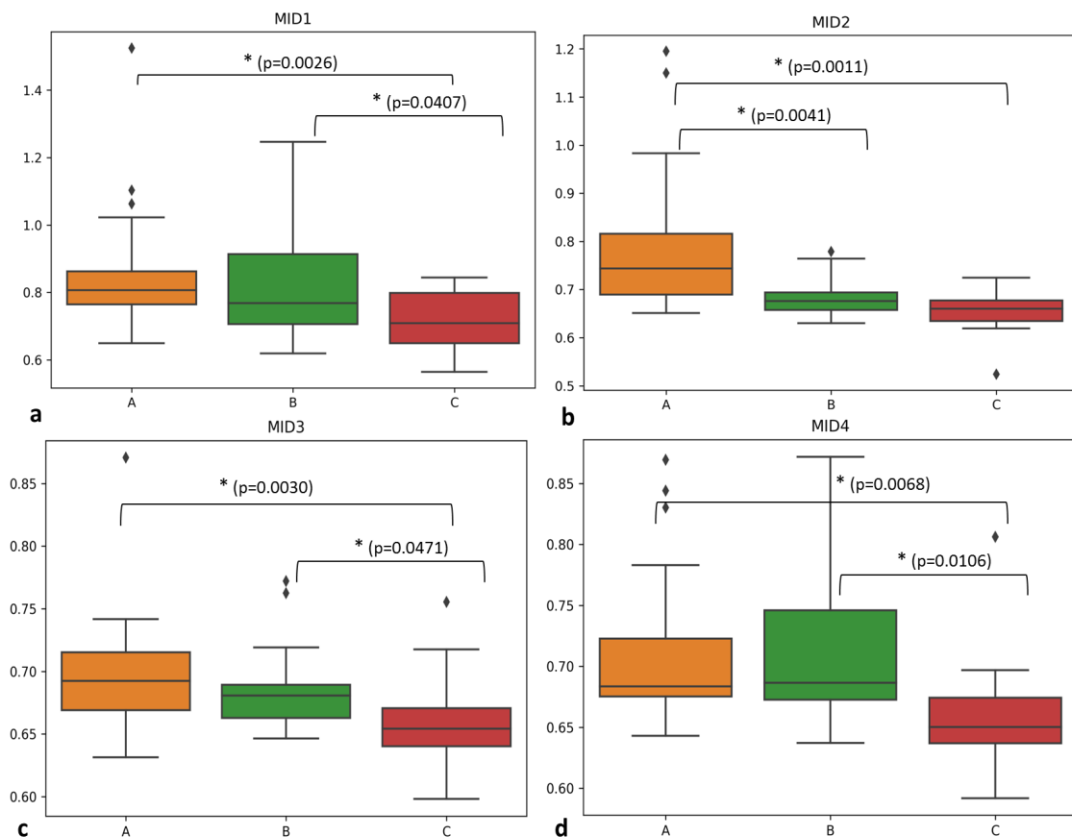 MID1
1.4
1.2
1.0
0.8
0.6
* (p=0.0026)
* (p=0.0407)
A B C
a
MID2
1.2
1.1
1.0
0.9
0.8
0.7
0.6
0.5
* (p=0.0011)
* (p=0.0041)
A B C
b
MID3
0.85
0.80
0.75
0.70
0.65
0.60
* (p=0.0030)
* (p=0.0471)
A B C
c
MID4
0.85
0.80
0.75
0.70
0.65
0.60
* (p=0.0068)
* (p=0.0106)
A B C
d